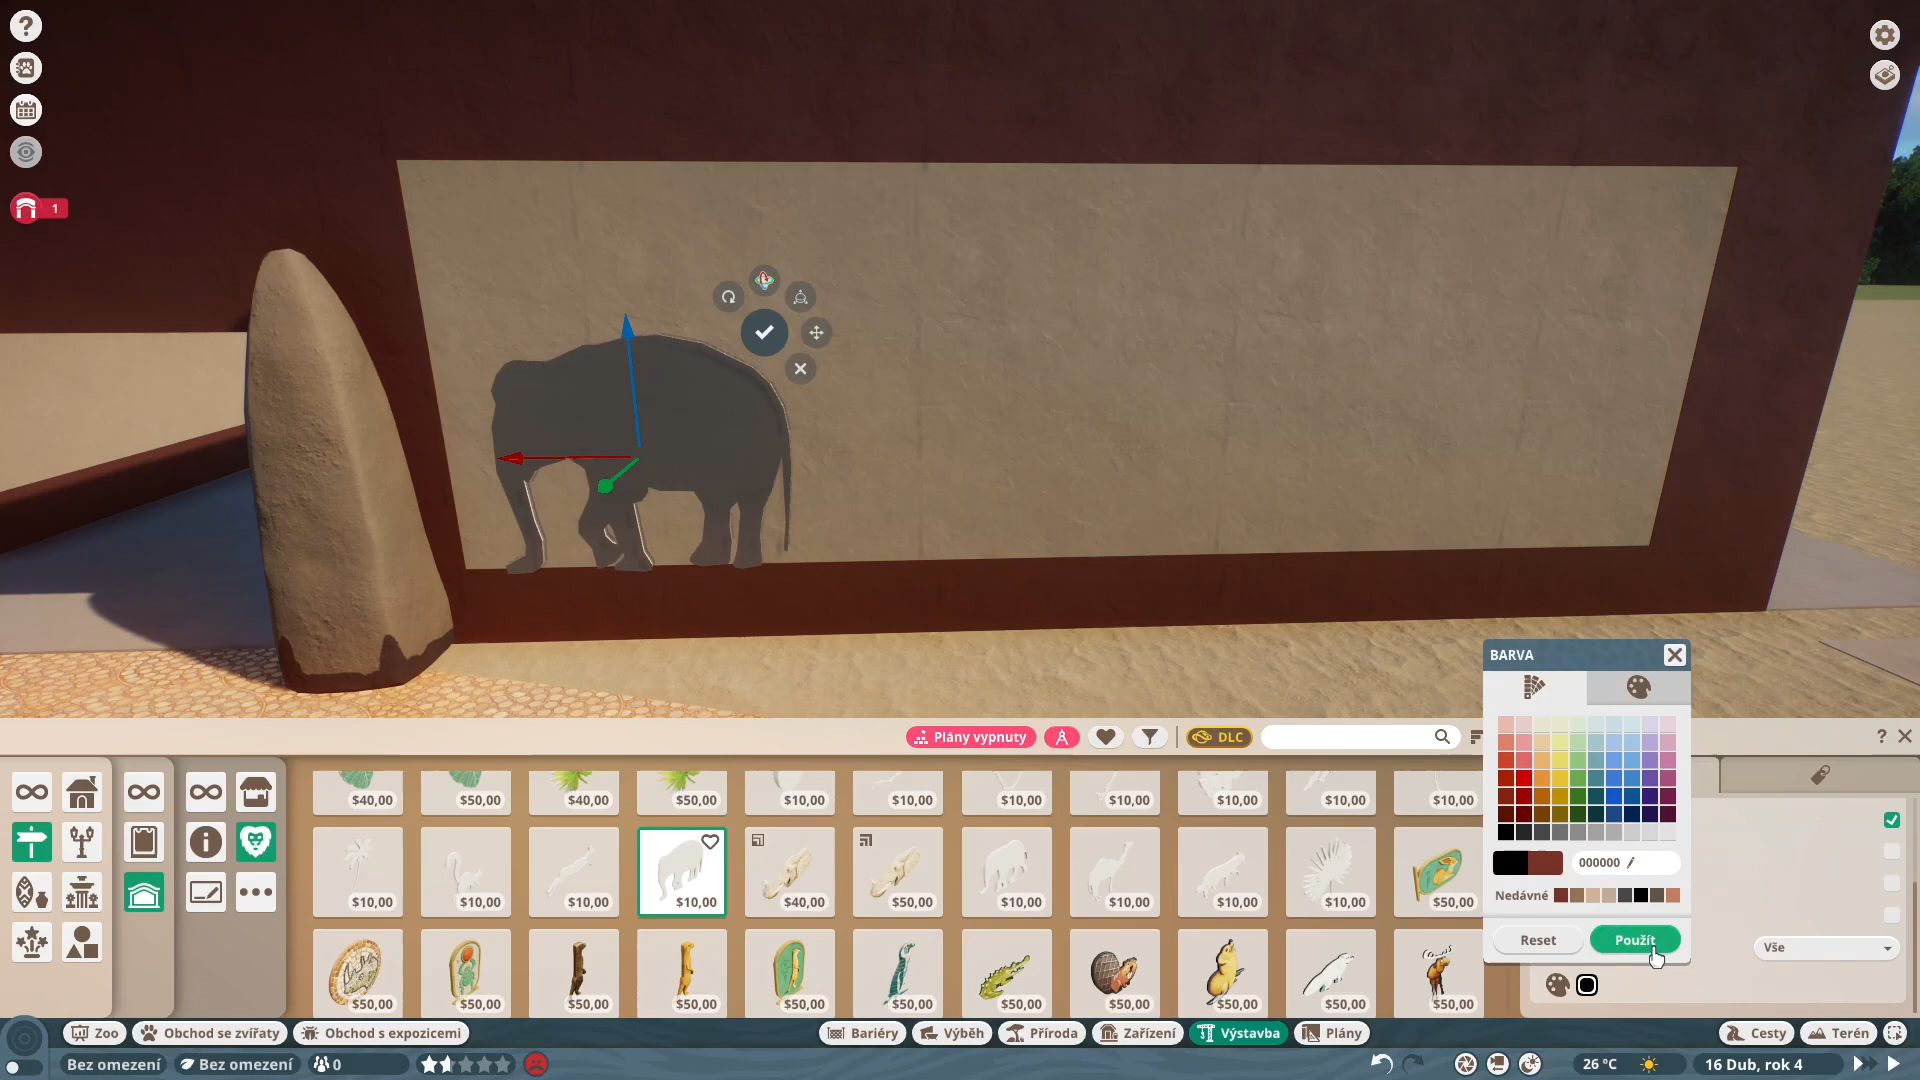 1
BARVA
Plány vypnuty
DLC
$40,00
$50,00
$40,00
$50,00
$10,00
$10,00
$10,00
$10,00
$10,00
$10,00
$10,00
$10,00
$10,00
$10,00
$40,00
$50,00
$10,00
$10,00
$10,00
$10,00
$50,00
$50,00
$50,00
$50,00
$50,00
$50,00
$50,00
$50,00
$50,00
$50,00
$50,00
$50,00
000000
Nedávné
Reset
Použít
Vše
Zoo
Obchod se zvířaty
Obchod s expozicemi
Bariéry
Výběh
Příroda
Zařízení
Výstavba
Plány
Cesty
Terén
Bez omezení
Bez omezení
0
26 °C
16 Dub, rok 4